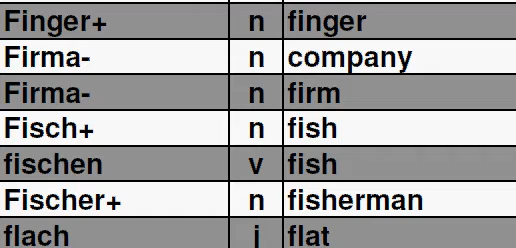 Finger+ n finger
Firma- n company
Firma- n firm
Fisch+ n fish
fischen v fish
Fischer+ n fisherman
flach j flat